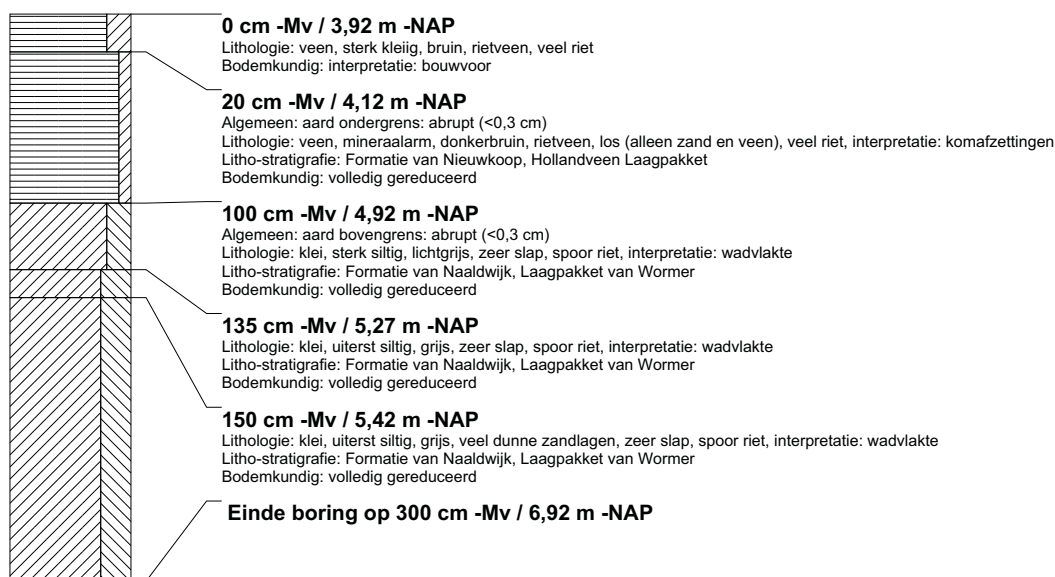 0 cm -Mv / 3,92 m -NAP
Lithologie: veen, sterk kleiig, bruin, rietveen, veel riet
Bodemkundig: interpretatie: bouwvoor
20 cm -Mv / 4,12 m -NAP
Algemeen: aard ondergrens: abrupt (<0,3 cm)
Lithologie: veen, mineraalarm, donkerbruin, rietveen, los (alleen zand en veen), veel riet, interpretatie: komafzettingen
Litho-stratigrafie: Formatie van Nieuwkoop, Hollandveen Laagpakket
Bodemkundig: volledig gereduceerd
100 cm -Mv / 4,92 m -NAP
Algemeen: aard bovengrens: abrupt (<0,3 cm)
Lithologie: klei, sterk siltig, lichtgrijs, zeer slap, spoor riet, interpretatie: wadvlakte
Litho-stratigrafie: Formatie van Naaldwijk, Laagpakket van Wormer
Bodemkundig: volledig gereduceerd
135 cm -Mv / 5,27 m -NAP
Lithologie: klei, uiterst siltig, grijs, zeer slap, spoor riet, interpretatie: wadvlakte
Litho-stratigrafie: Formatie van Naaldwijk, Laagpakket van Wormer
Bodemkundig: volledig gereduceerd
150 cm -Mv / 5,42 m -NAP
Lithologie: klei, uiterst siltig, grijs, veel dunne zandlagen, zeer slap, spoor riet, interpretatie: wadvlakte
Litho-stratigrafie: Formatie van Naaldwijk, Laagpakket van Wormer
Bodemkundig: volledig gereduceerd
Einde boring op 300 cm -Mv / 6,92 m -NAP